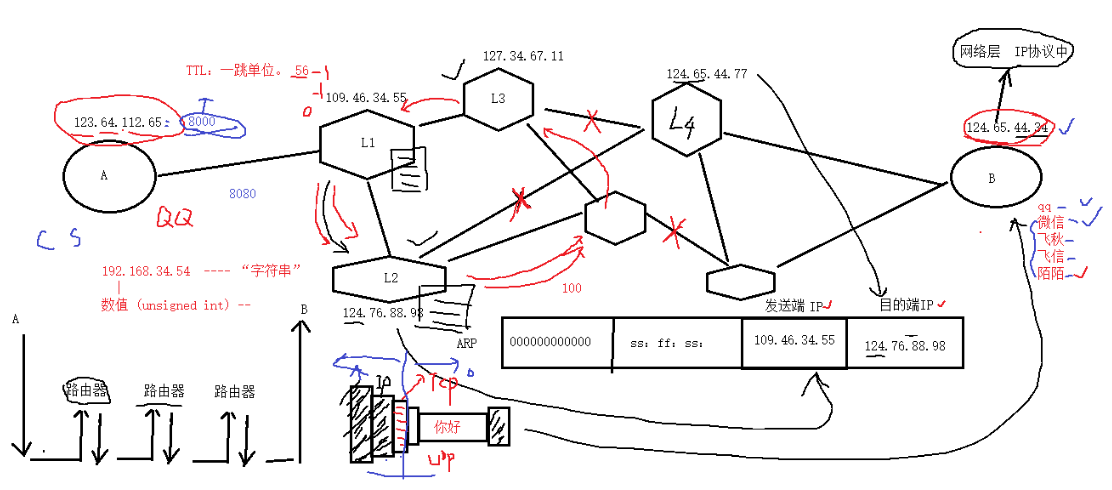 网络层 IP协议中
127.34.67.11
TTL: 一跳单位。 56 -1
-1
0
109.46.34.55
124.65.44.77
L3
L4
L1
123.64.112.65: 8000
124.65.44.34
A
B
8080
QQ
C S
qq
微信
飞秋
飞信
陌陌
192.168.34.54 ---- “字符串”
数值 (unsigned int) --
L2
100
124.76.88.98
ARP
发送端 IP
目的端IP
000000000000
ss: ff: ss:
109.46.34.55
124.76.88.98
A
B
路由器
路由器
路由器
Ip
Tcp
你好
udp